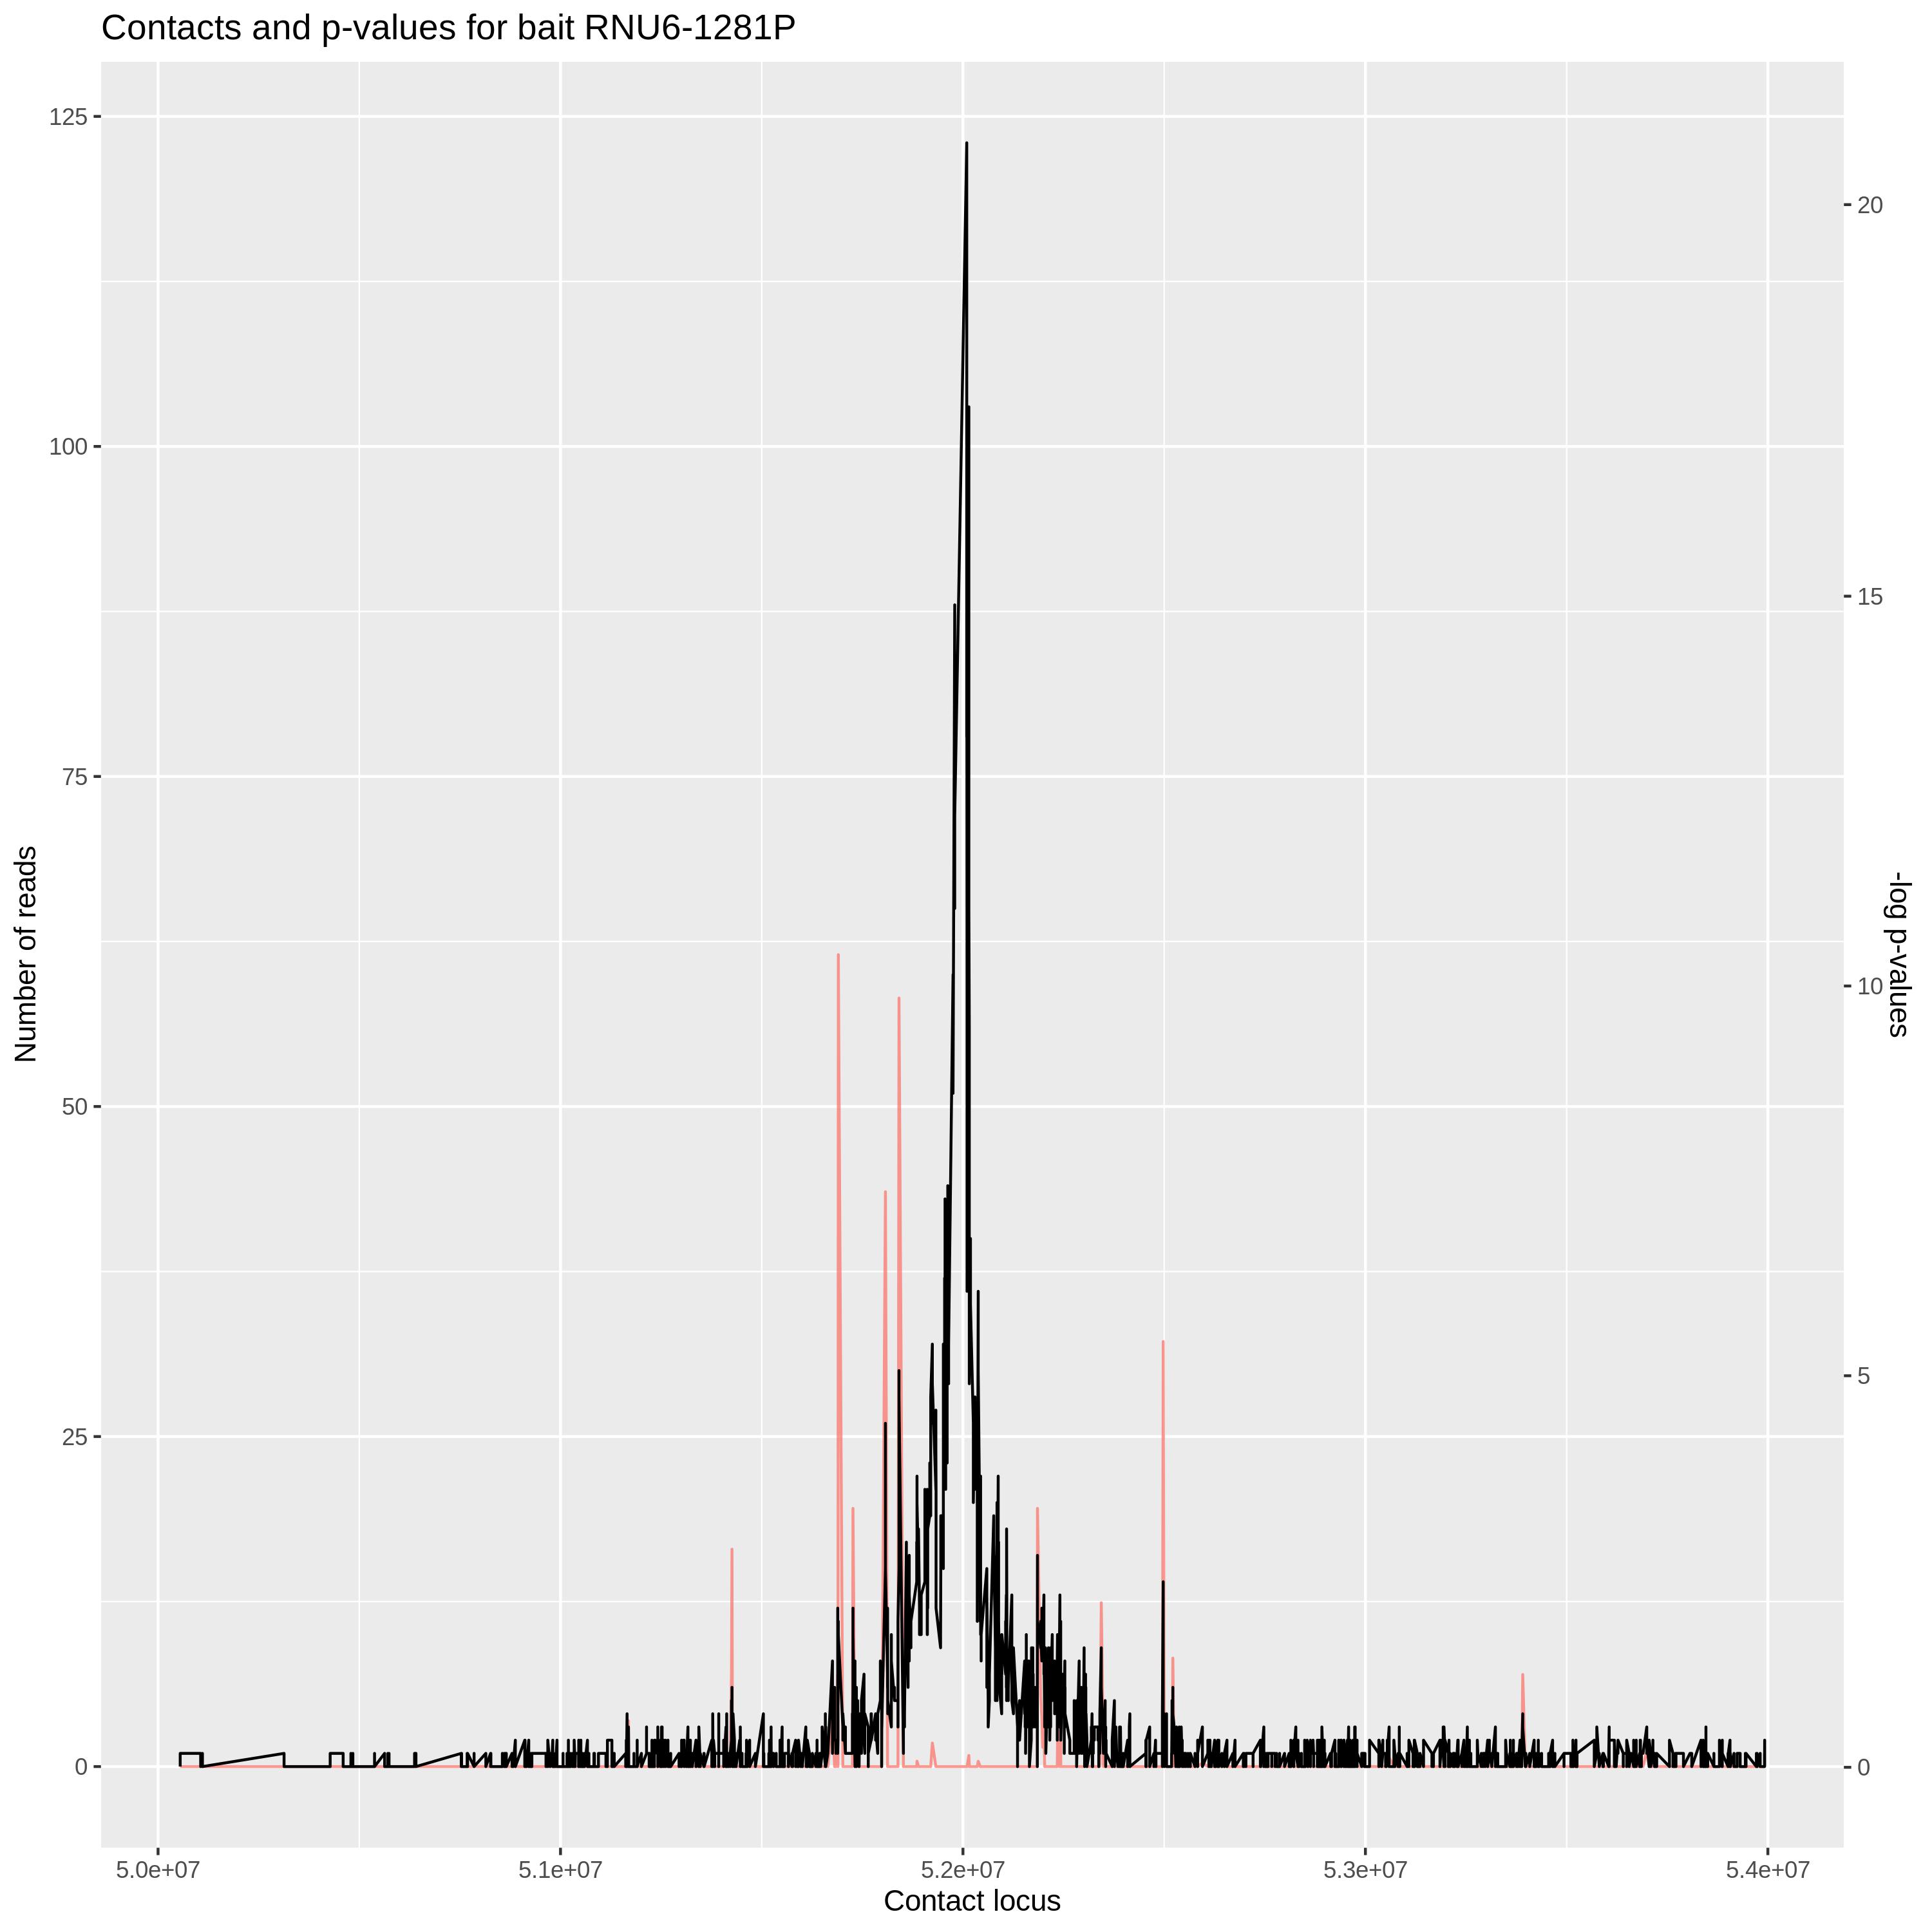 Contacts and p-values for bait RNU6-1281P
125
100
75
50
25
0
Number of reads
20
15
10
5
0
-log p-values
5.0e+07
5.1e+07
5.2e+07
5.3e+07
5.4e+07
Contact locus